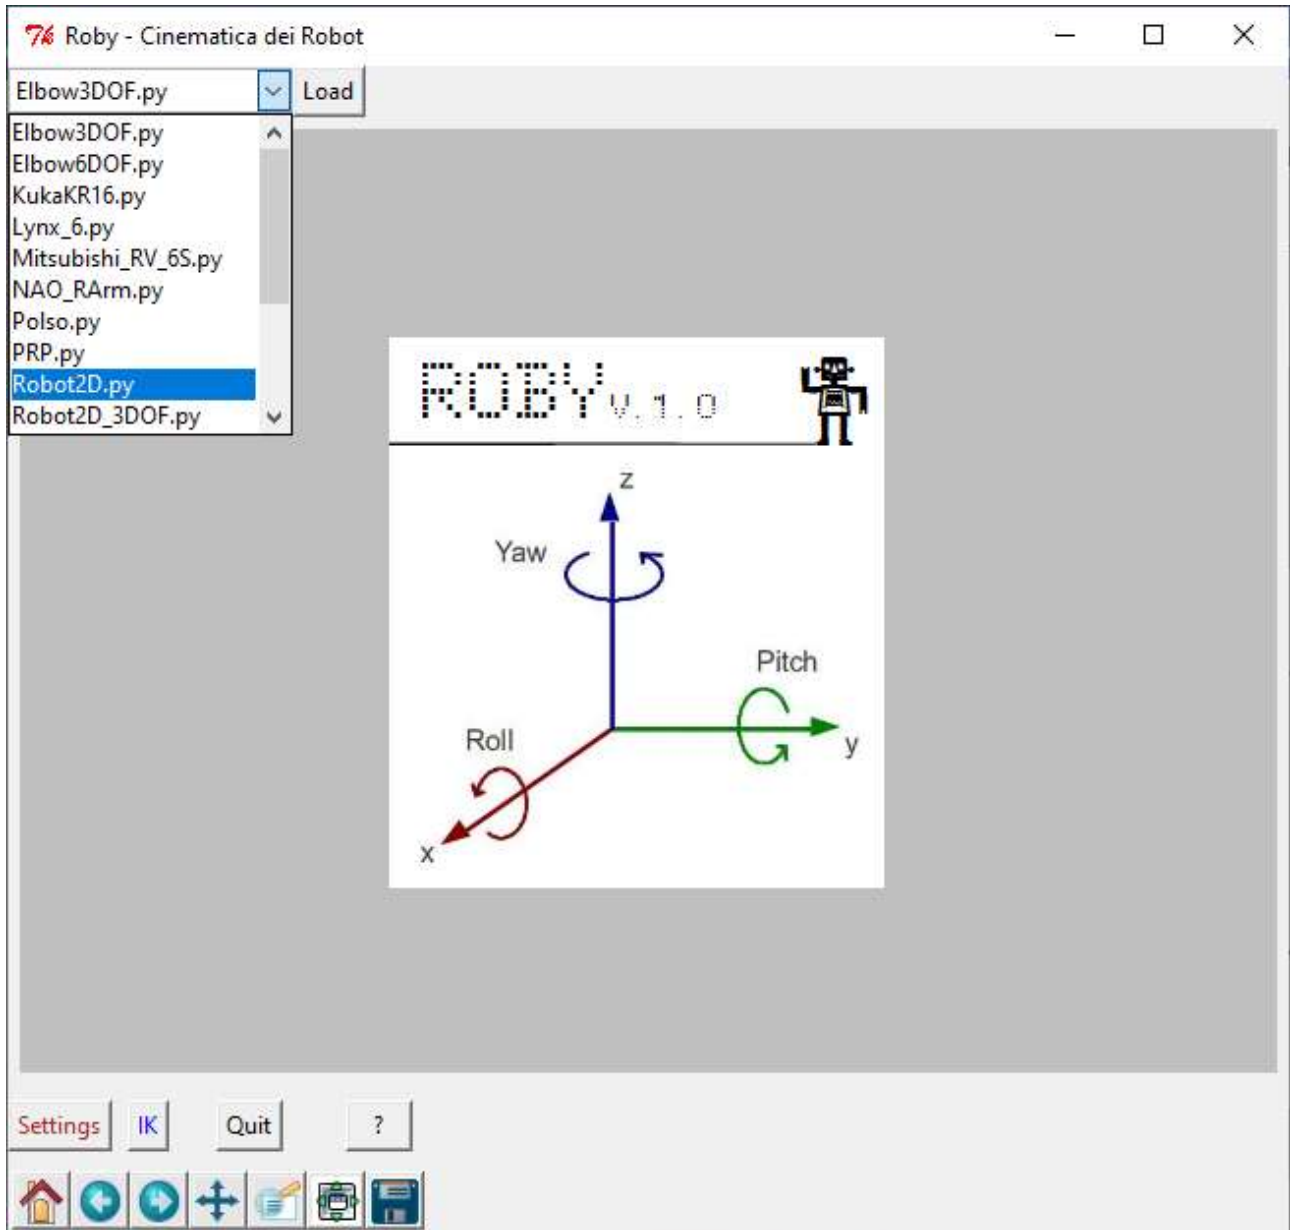 Roby - Cinematica dei Robot
Elbow3DOF.py
Load
Elbow3DOF.py
Elbow6DOF.py
KukaKR16.py
Lynx_6.py
Mitsubishi_RV_6S.py
NAO_RArm.py
Polso.py
PRP.py
Robot2D.py
Robot2D_3DOF.py
ROBY V.1.0
z
Yaw
Pitch
y
Roll
x
Settings IK Quit ?